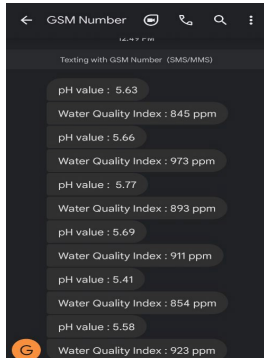 GSM Number
12:49 PM
Texting with GSM Number (SMS/MMS)
pH value : 5.63
Water Quality Index : 845 ppm
pH value : 5.66
Water Quality Index : 973 ppm
pH value : 5.77
Water Quality Index : 893 ppm
pH value : 5.69
Water Quality Index : 911 ppm
pH value : 5.41
Water Quality Index : 854 ppm
pH value : 5.58
G
Water Quality Index : 923 ppm